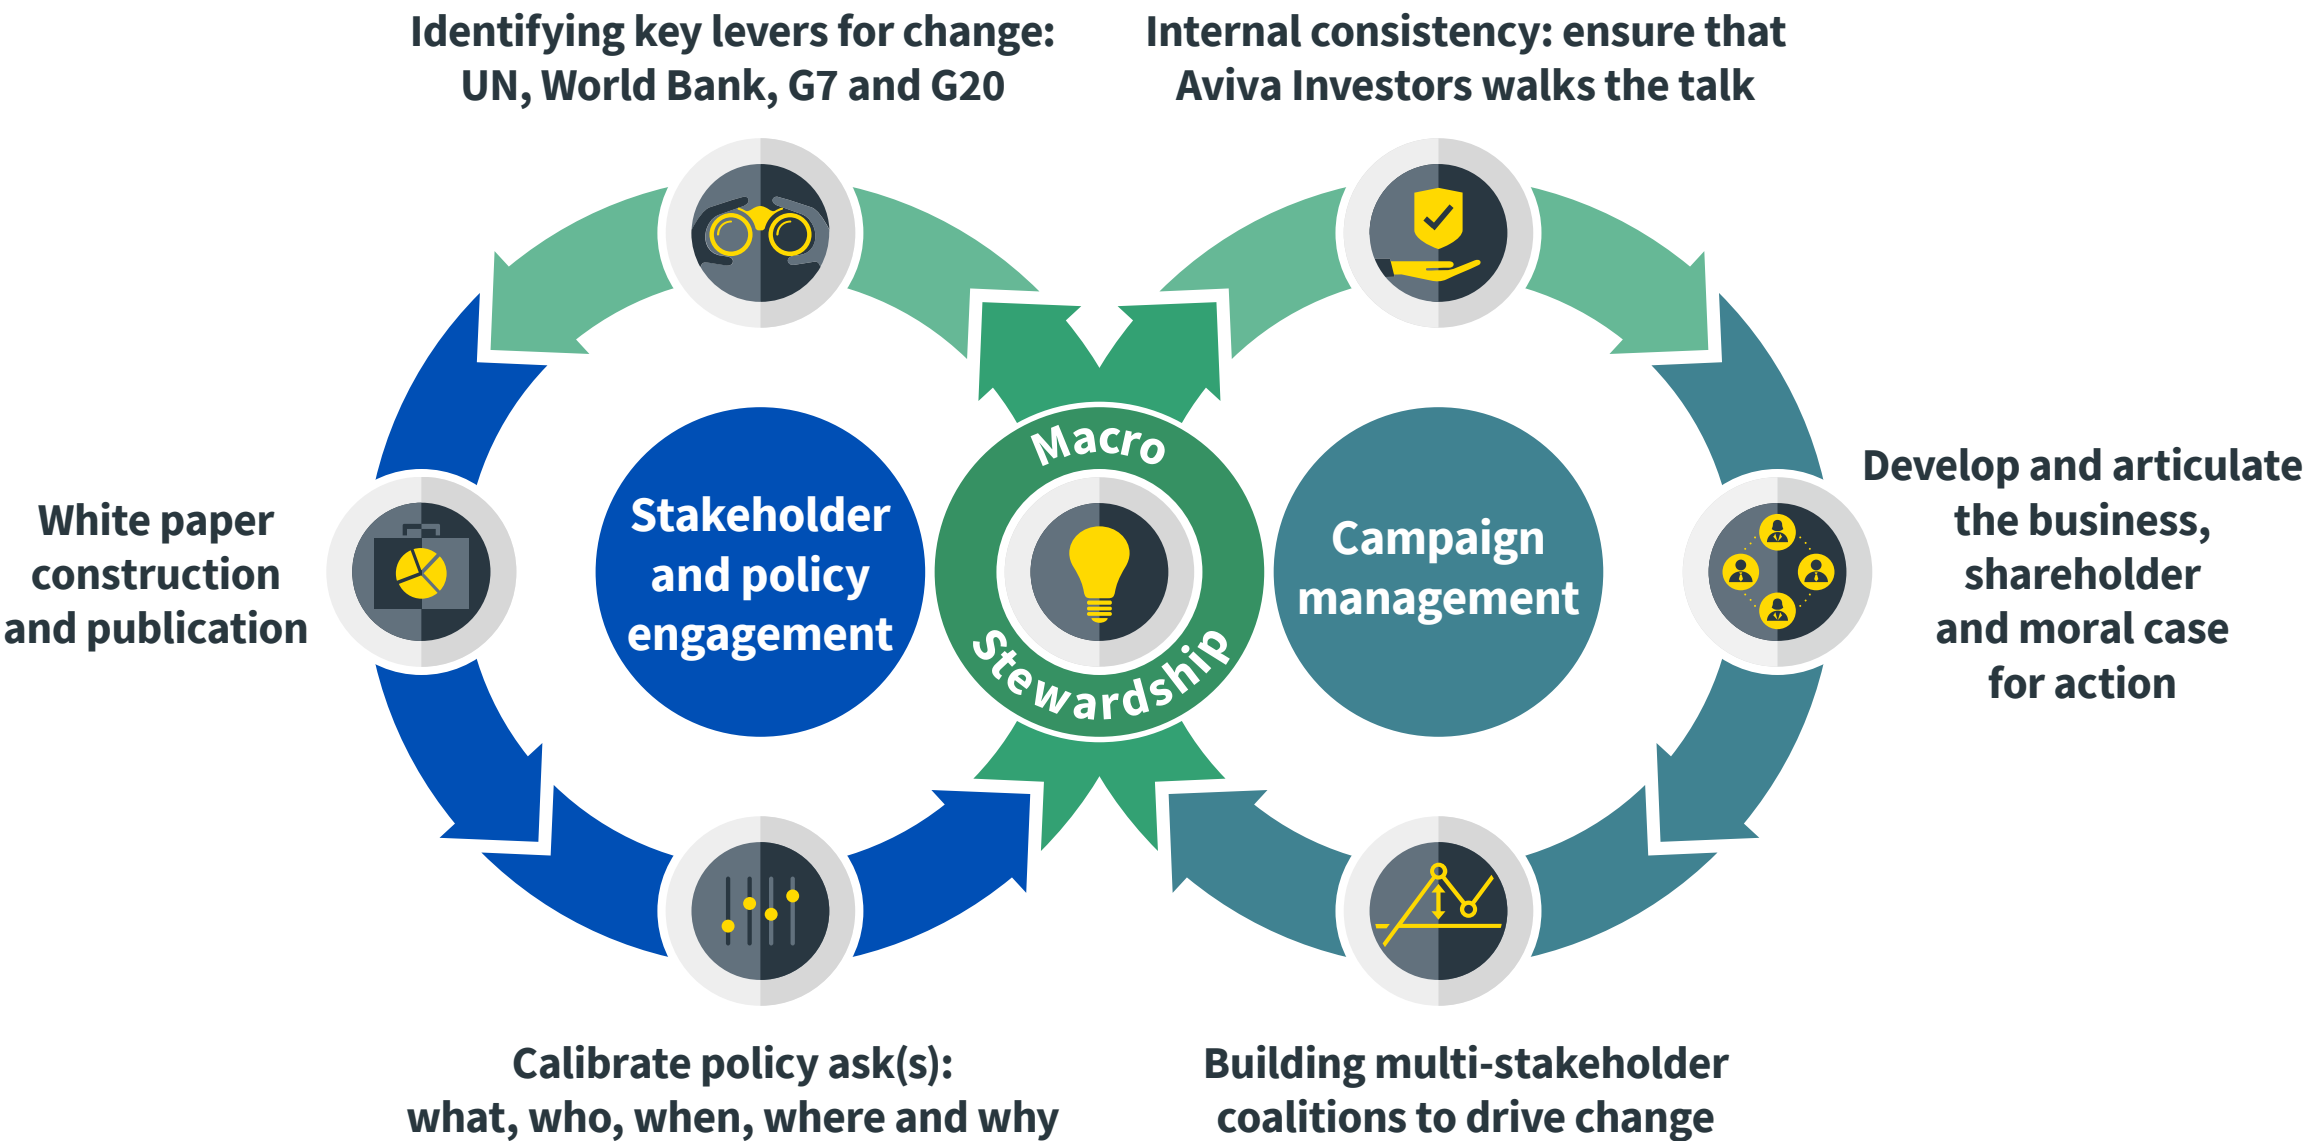 Identifying key levers for change:
UN, World Bank, G7 and G20
Internal consistency: ensure that
Aviva Investors walks the talk
White paper
construction
and publication
Stakeholder
and policy
engagement
Macro
Stewardship
Campaign
management
Develop and articulate
the business,
shareholder
and moral case
for action
Calibrate policy ask(s):
what, who, when, where and why
Building multi-stakeholder
coalitions to drive change